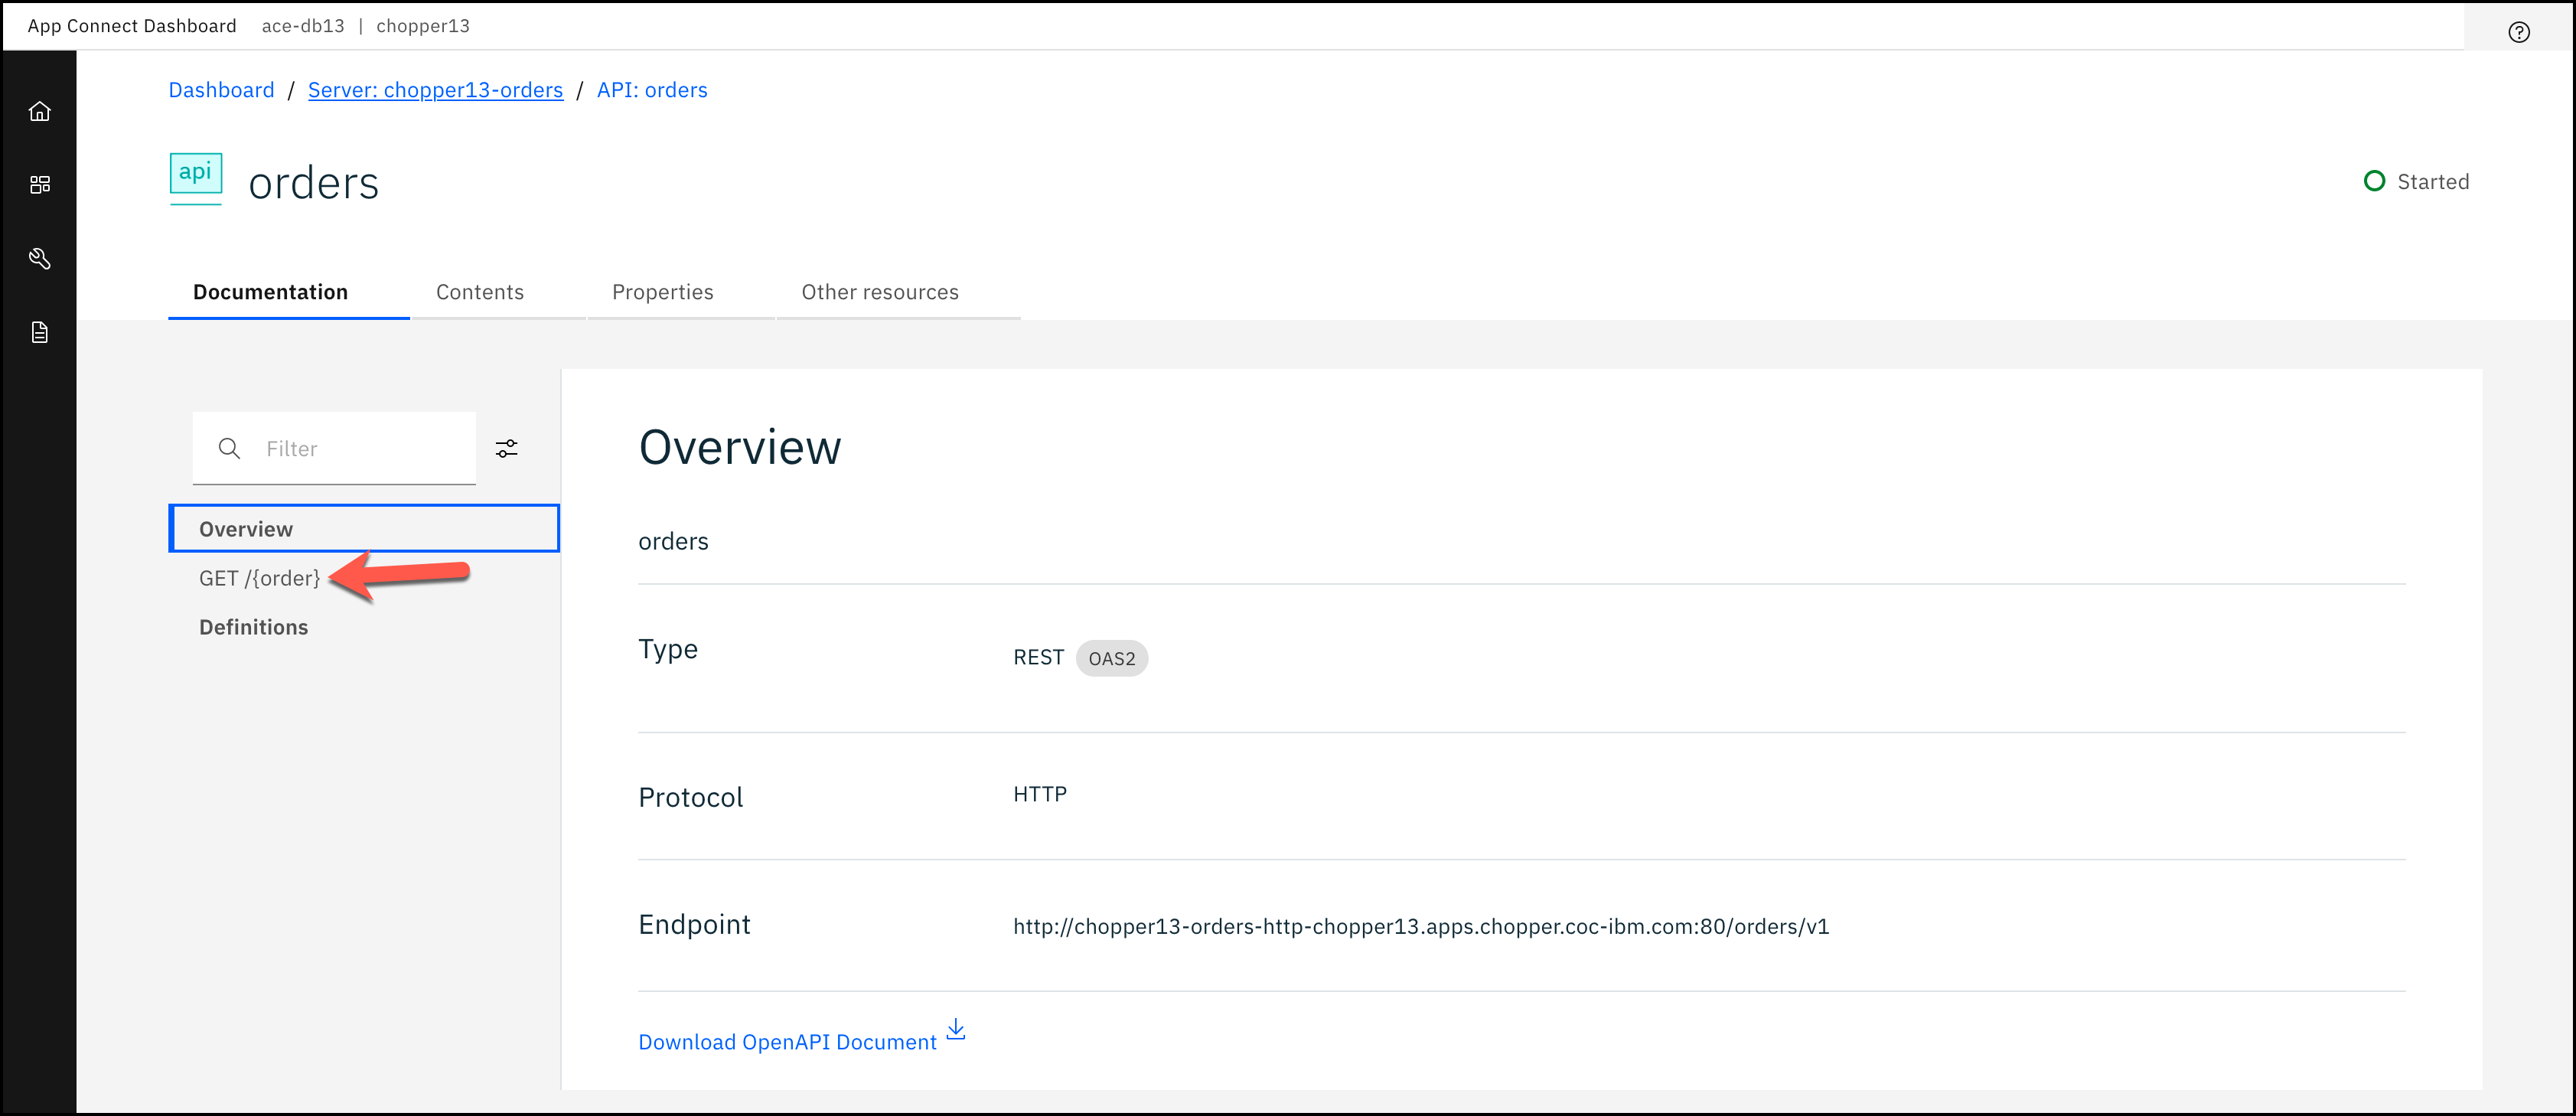 App Connect Dashboard ace-db13 | chopper13
Dashboard / Server: chopper13-orders / API: orders
api
orders
Started
Documentation Contents Properties Other resources
Filter
Overview
GET /{order}
Definitions
Overview
orders
Type REST OAS2
Protocol HTTP
Endpoint http://chopper13-orders-http-chopper13.apps.chopper.coc-ibm.com:80/orders/v1
Download OpenAPI Document